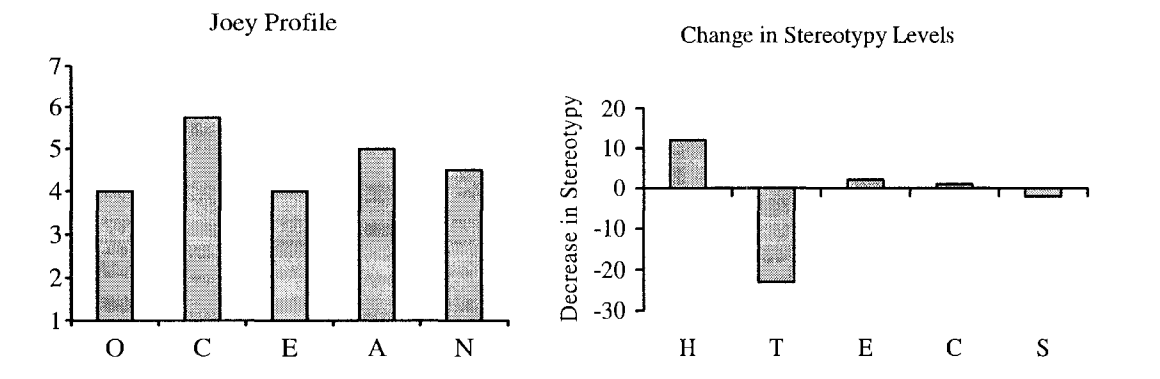 Joey Profile
7
6
5
4
3
2
1
O C E A N
Change in Stereotypy Levels
Decrease in Stereotypy
20
10
0
-10
-20
-30
H T E C S